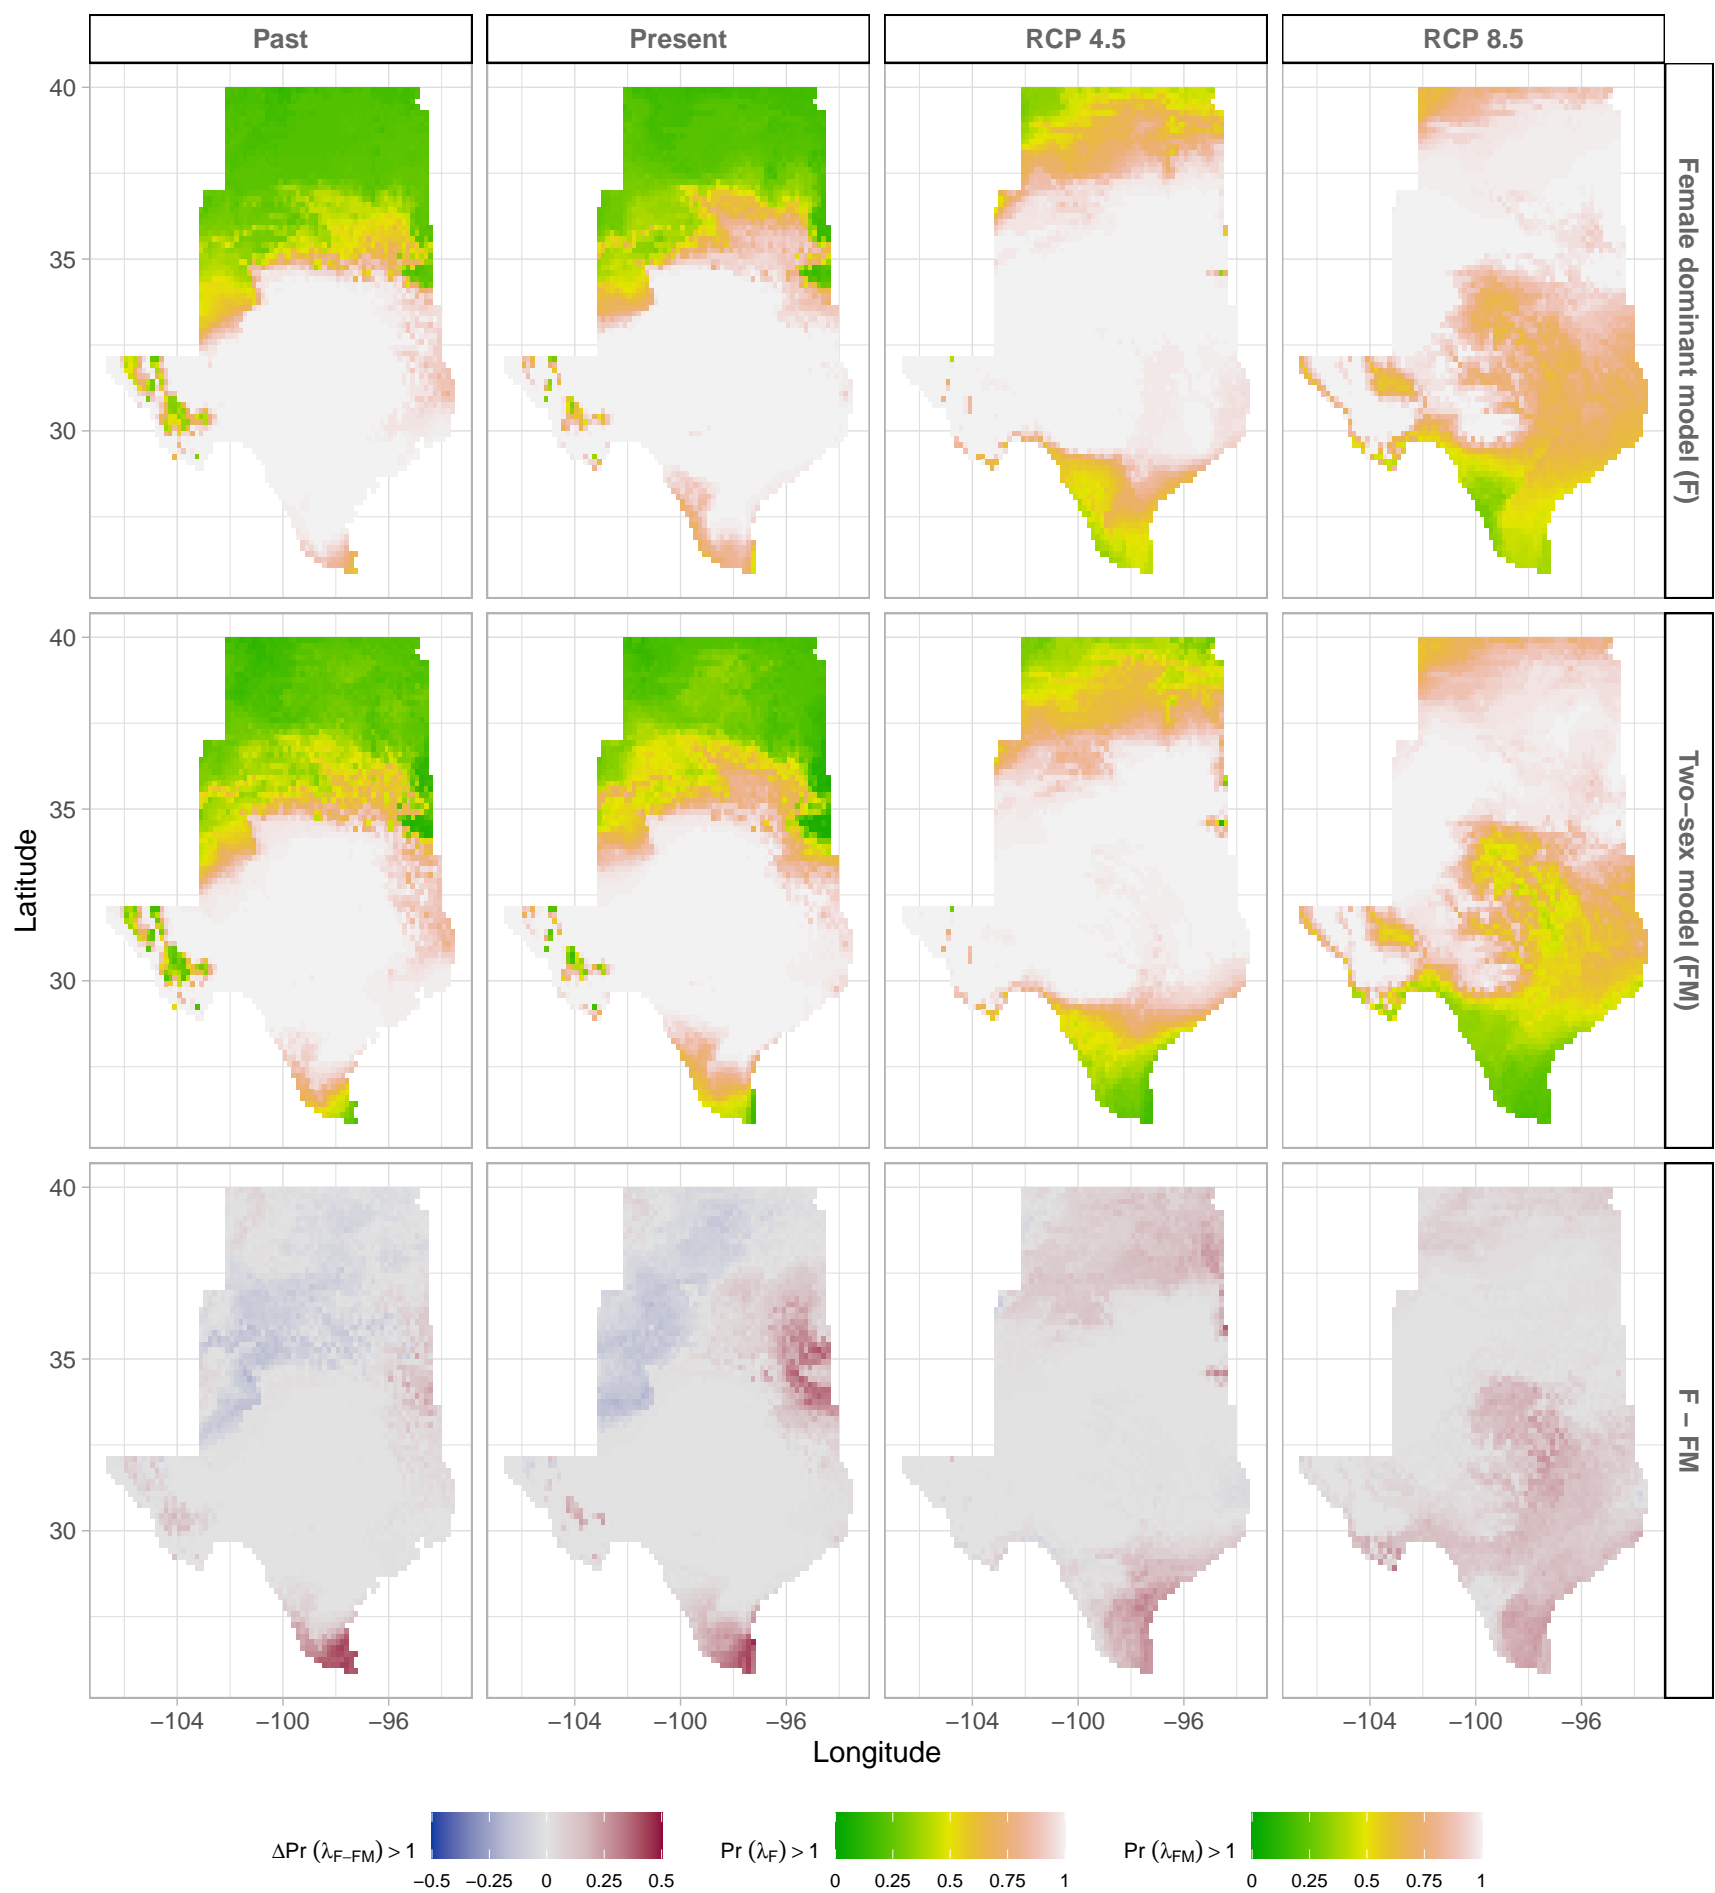 Past Present RCP 4.5 RCP 8.5
40
35
30
Female dominant model (F)
40
35
30
Two−sex model (FM)
Latitude
40
35
30
F − FM
−104 −100 −96 −104 −100 −96 −104 −100 −96 −104 −100 −96
Longitude
ΔPr (λF−FM) > 1
−0.5 −0.25 0 0.25 0.5
Pr (λF) > 1
0 0.25 0.5 0.75 1
Pr (λFM) > 1
0 0.25 0.5 0.75 1